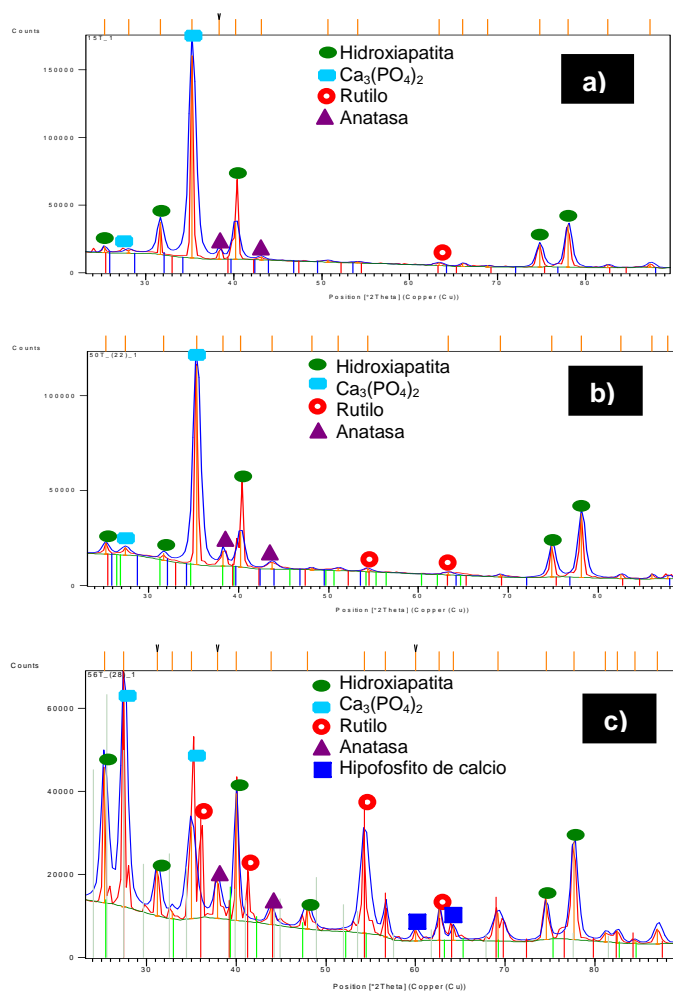 Counts
15T_1
Hidroxiapatita
Ca₃(PO₄)₂
Rutilo
Anatasa
a)
150000
100000
50000
0
30 40 50 60 70 80
Position [°2Theta] (Copper (Cu))
Counts
50T_(22)_1
Hidroxiapatita
Ca₃(PO₄)₂
Rutilo
Anatasa
b)
100000
50000
0
30 40 50 60 70 80
Position [°2Theta] (Copper (Cu))
Counts
56T_(28)_1
Hidroxiapatita
Ca₃(PO₄)₂
Rutilo
Anatasa
Hipofosfito de calcio
c)
60000
40000
20000
0
30 40 50 60 70 80
Position [°2Theta] (Copper (Cu))